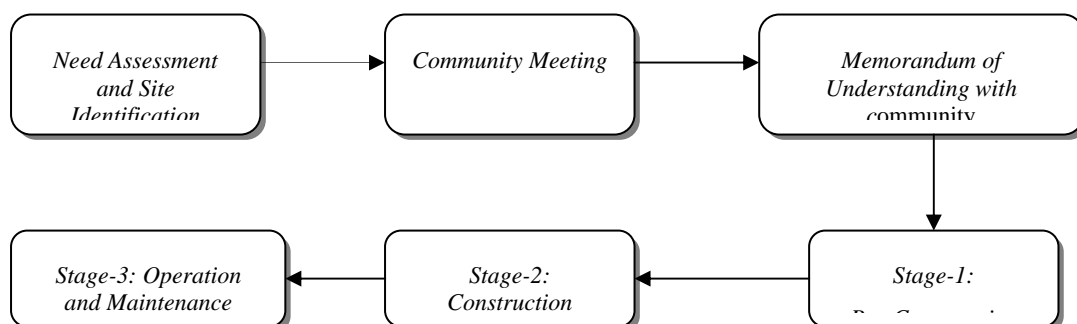 Need Assessment
and Site
Identification
Community Meeting
Memorandum of
Understanding with
community
Stage-1:
Stage-2:
Construction
Stage-3: Operation
and Maintenance